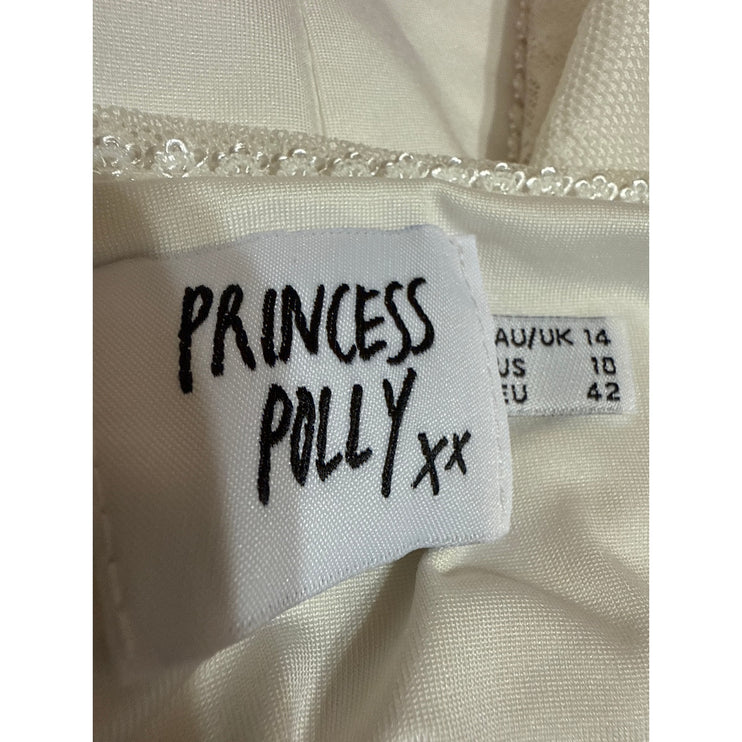 PRINCESS
POLLY xx
AU/UK 14
US 10
EU 42